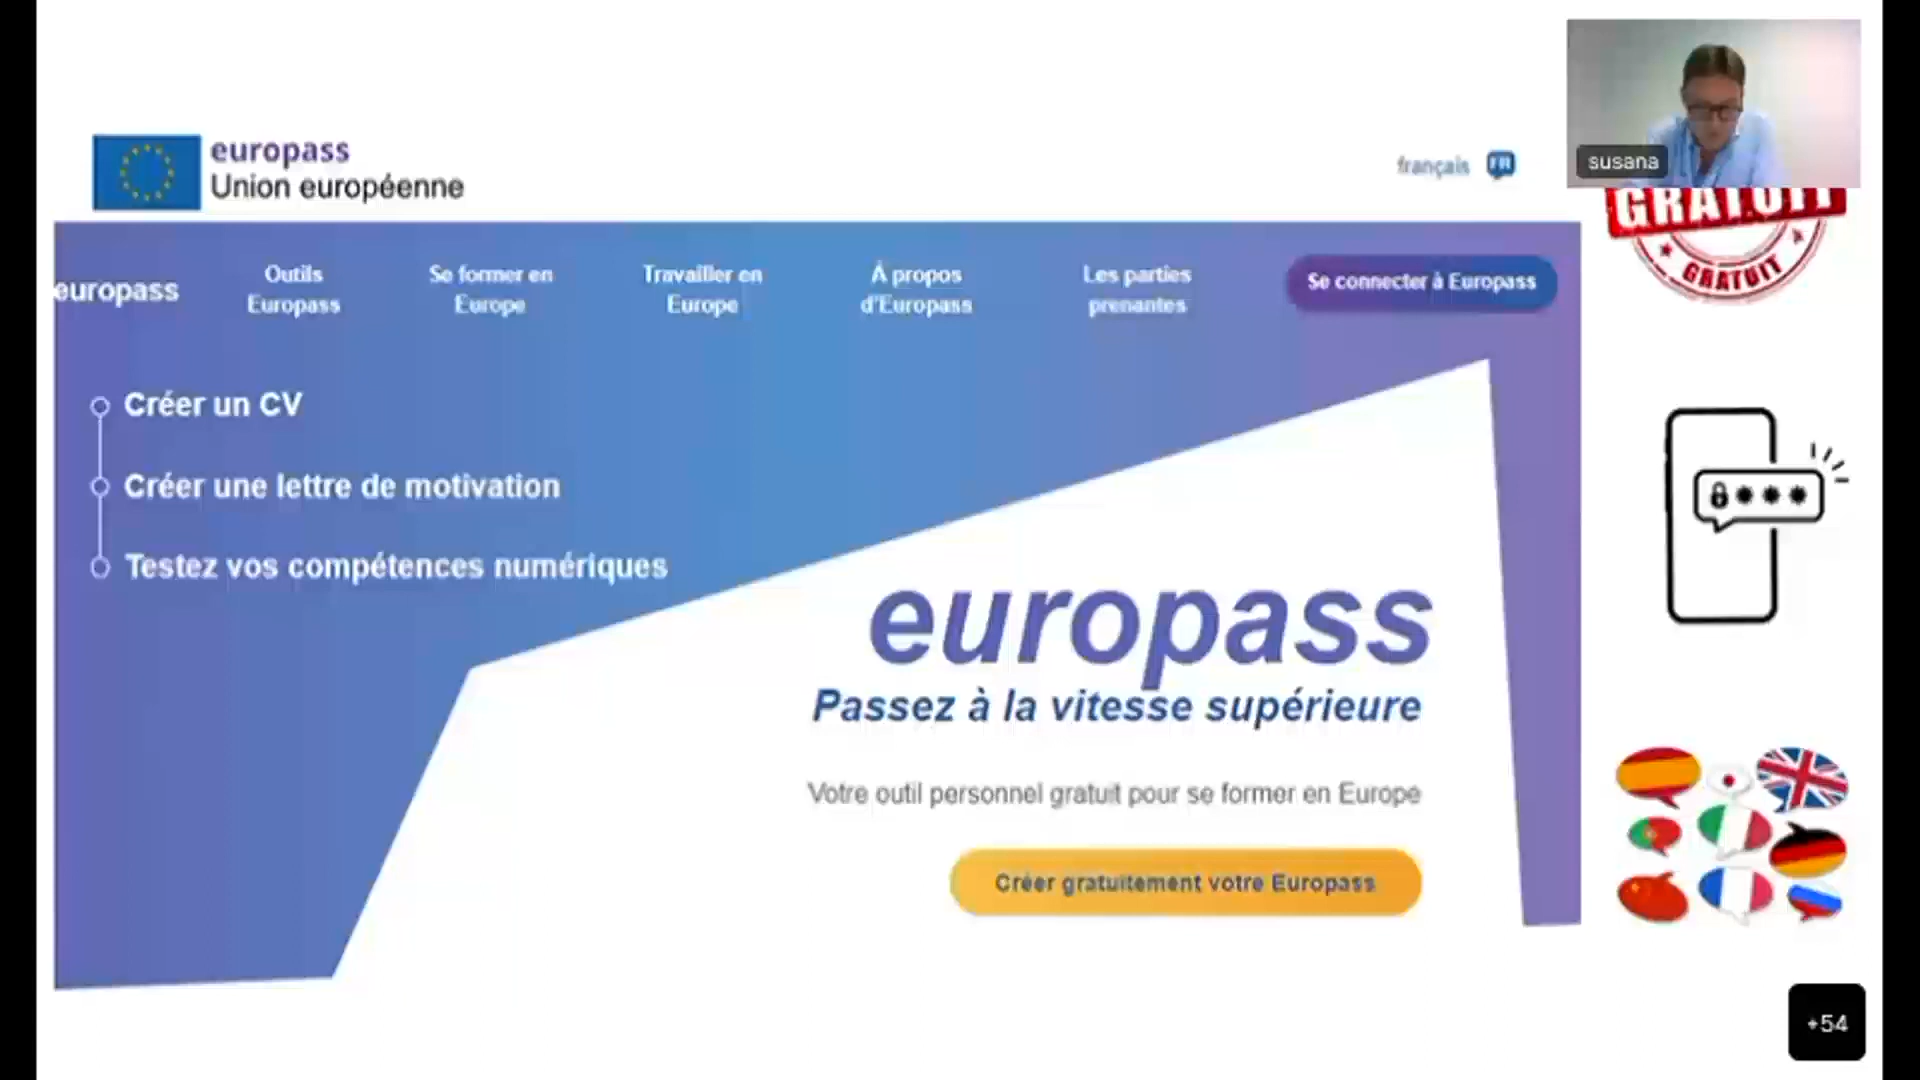 europass
Union européenne
français FR
susana
GRATUIT
GRATUIT
europass
Outils
Europass
Se former en
Europe
Travailler en
Europe
À propos
d'Europass
Les parties
prenantes
Se connecter à Europass
Créer un CV
Créer une lettre de motivation
Testez vos compétences numériques
europass
Passez à la vitesse supérieure
Votre outil personnel gratuit pour se former en Europe
Créer gratuitement votre Europass
+54